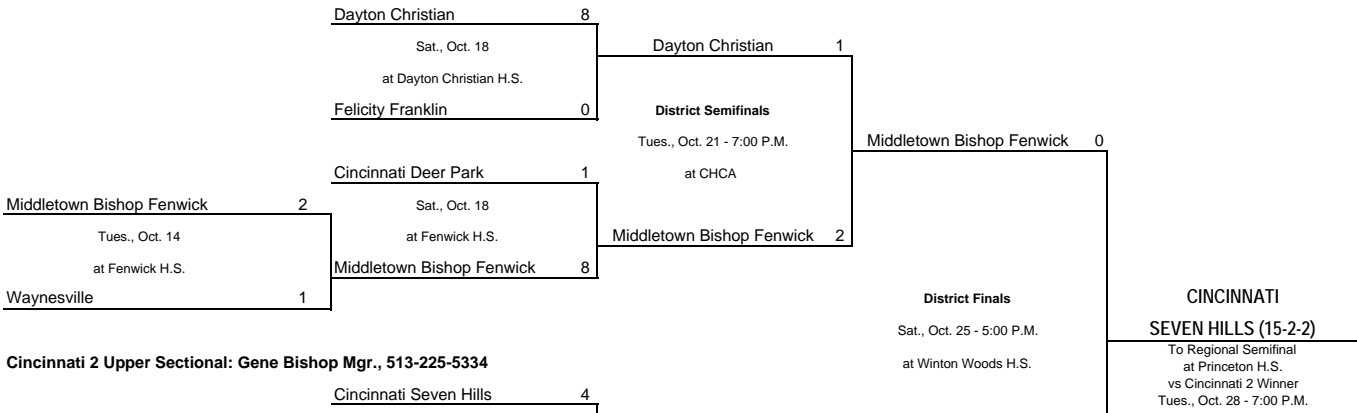 Dayton Christian 8
Sat., Oct. 18
at Dayton Christian H.S.
Felicity Franklin 0
Dayton Christian 1
District Semifinals
Tues., Oct. 21 - 7:00 P.M.
at CHCA
Middletown Bishop Fenwick 0
Cincinnati Deer Park 1
Sat., Oct. 18
at Fenwick H.S.
Middletown Bishop Fenwick 8
Middletown Bishop Fenwick 2
Middletown Bishop Fenwick 2
Tues., Oct. 14
at Fenwick H.S.
Waynesville 1
District Finals
Sat., Oct. 25 - 5:00 P.M.
at Winton Woods H.S.
CINCINNATI
SEVEN HILLS (15-2-2)
To Regional Semifinal
at Princeton H.S.
vs Cincinnati 2 Winner
Tues., Oct. 28 - 7:00 P.M.
Cincinnati 2 Upper Sectional: Gene Bishop Mgr., 513-225-5334
Cincinnati Seven Hills 4